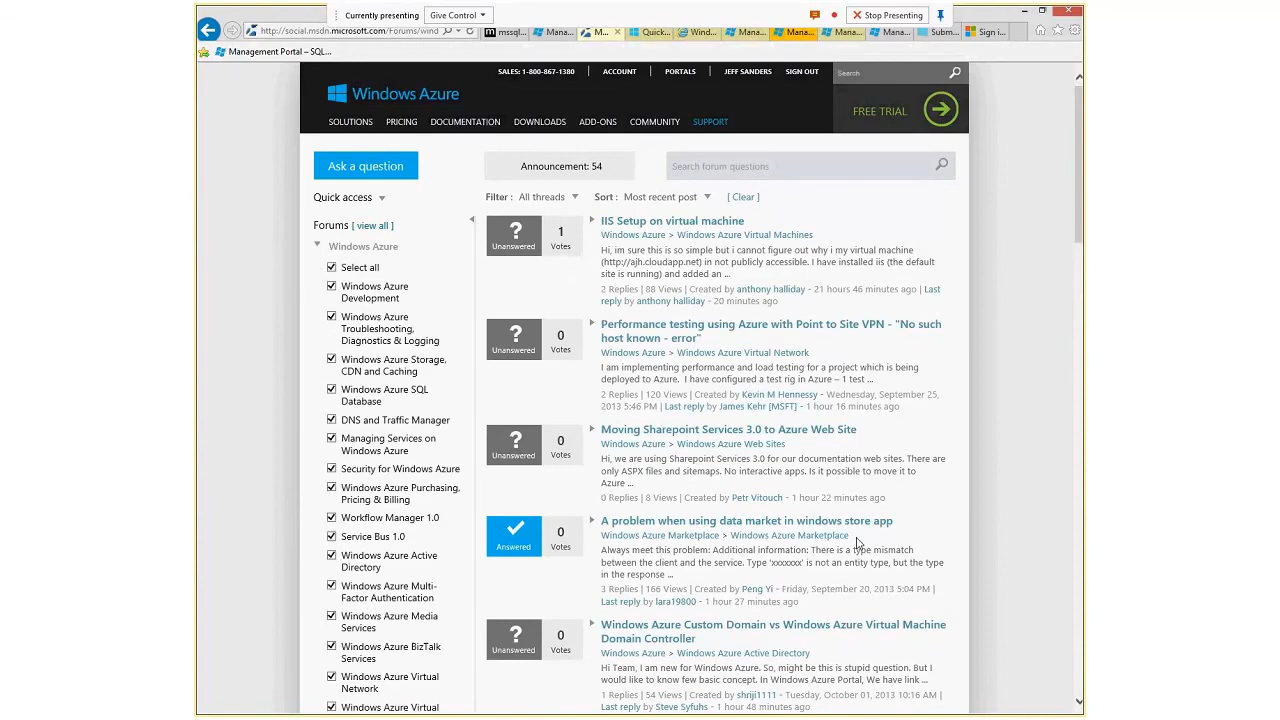 Currently presenting
Give Control
Stop Presenting
http://social.msdn.microsoft.com/Forums/wind
mssql...
Mana...
M...
Quick...
Wind...
Mana...
Mana...
Mana...
Mana...
Subm...
Sign i...
Management Portal – SQL...
SALES: 1-800-867-1380
ACCOUNT
PORTALS
JEFF SANDERS
SIGN OUT
Search
Windows Azure
FREE TRIAL
SOLUTIONS
PRICING
DOCUMENTATION
DOWNLOADS
ADD-ONS
COMMUNITY
SUPPORT
Ask a question
Announcement: 54
Search forum questions
Quick access
Filter : All threads
Sort : Most recent post
[ Clear ]
Forums [ view all ]
Windows Azure
Select all
Windows Azure
Development
Windows Azure
Troubleshooting,
Diagnostics & Logging
Windows Azure Storage,
CDN and Caching
Windows Azure SQL
Database
DNS and Traffic Manager
Managing Services on
Windows Azure
Security for Windows Azure
Windows Azure Purchasing,
Pricing & Billing
Workflow Manager 1.0
Service Bus 1.0
Windows Azure Active
Directory
Windows Azure Multi-
Factor Authentication
Windows Azure Media
Services
Windows Azure BizTalk
Services
Windows Azure Virtual
Network
Windows Azure Virtual
?
Unanswered
1
Votes
IIS Setup on virtual machine
Windows Azure > Windows Azure Virtual Machines
Hi, im sure this is so simple but i cannot figure out why i my virtual machine
(http://ajh.cloudapp.net) in not publicly accessible. I have installed iis (the default
site is running) and added an ...
2 Replies | 88 Views | Created by anthony halliday - 21 hours 46 minutes ago | Last
reply by anthony halliday - 20 minutes ago
?
Unanswered
0
Votes
Performance testing using Azure with Point to Site VPN - "No such
host known - error"
Windows Azure > Windows Azure Virtual Network
I am implementing performance and load testing for a project which is being
deployed to Azure. I have configured a test rig in Azure – 1 test ...
2 Replies | 120 Views | Created by Kevin M Hennessy - Wednesday, September 25,
2013 5:46 PM | Last reply by James Kehr [MSFT] - 1 hour 16 minutes ago
?
Unanswered
0
Votes
Moving Sharepoint Services 3.0 to Azure Web Site
Windows Azure > Windows Azure Web Sites
Hi, we are using Sharepoint Services 3.0 for our documentation web sites. There are
only ASPX files and sitemaps. No interactive apps. Is it possible to move it to
Azure ...
0 Replies | 8 Views | Created by Petr Vitouch - 1 hour 22 minutes ago
Answered
0
Votes
A problem when using data market in windows store app
Windows Azure Marketplace > Windows Azure Marketplace
Always meet this problem: Additional information: There is a type mismatch
between the client and the service. Type 'xxxxxxx' is not an entity type, but the type
in the response ...
3 Replies | 166 Views | Created by Peng Yi - Friday, September 20, 2013 5:04 PM |
Last reply by lara19800 - 1 hour 27 minutes ago
?
Unanswered
0
Votes
Windows Azure Custom Domain vs Windows Azure Virtual Machine
Domain Controller
Windows Azure > Windows Azure Active Directory
Hi Team, I am new for Windows Azure. So, might be this is stupid question. But I
would like to know few basic concept. In Windows Azure Portal, We have link ...
1 Replies | 54 Views | Created by shriji1111 - Tuesday, October 01, 2013 10:16 AM |
Last reply by Steve Syfuhs - 1 hour 48 minutes ago